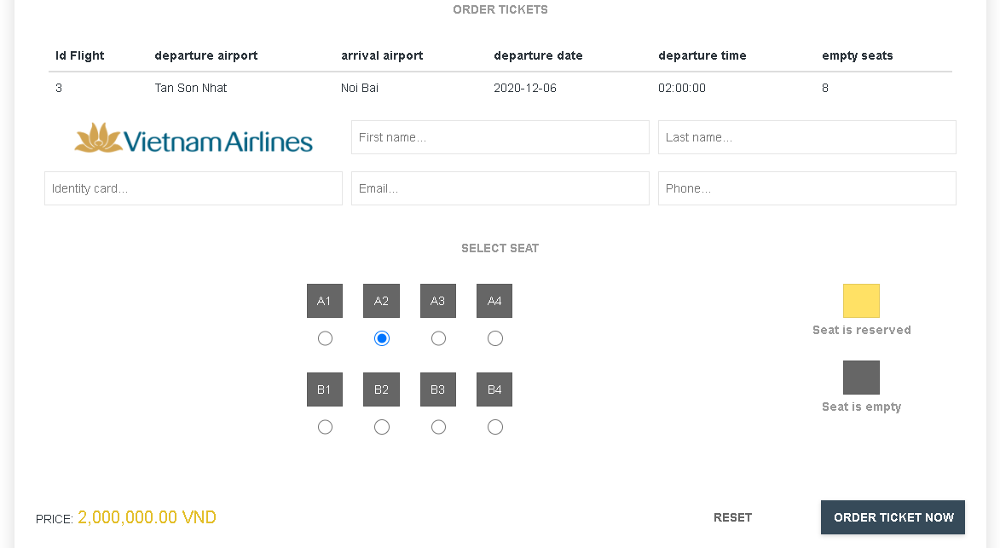 ORDER TICKETS
Id Flight departure airport arrival airport departure date departure time empty seats
3 Tan Son Nhat Noi Bai 2020-12-06 02:00:00 8
Vietnam Airlines First name... Last name...
Identity card... Email... Phone...
SELECT SEAT
A1 A2 A3 A4
Seat is reserved
B1 B2 B3 B4
Seat is empty
PRICE: 2,000,000.00 VND RESET ORDER TICKET NOW